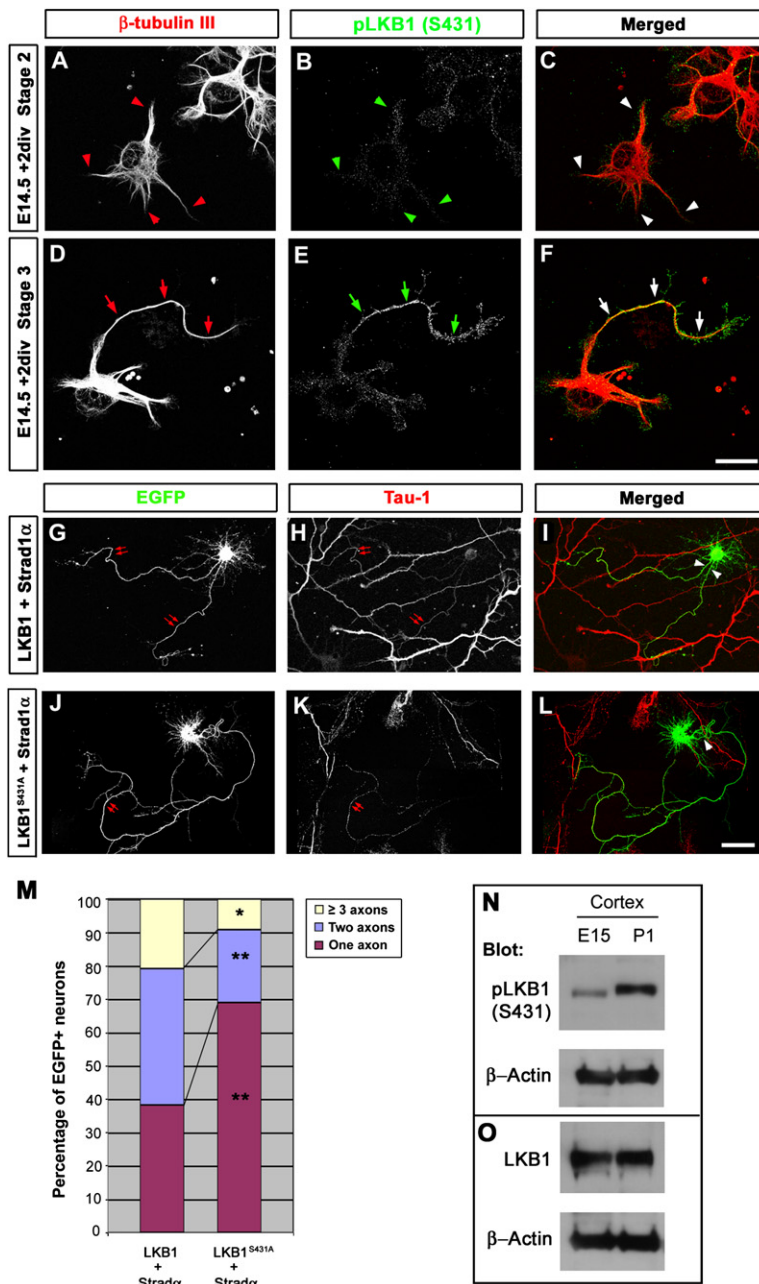 β-tubulin III
pLKB1 (S431)
Merged
E14.5 +2div Stage 2
A
B
C
E14.5 +2div Stage 3
D
E
F
EGFP
Tau-1
Merged
LKB1 + Strad1α
G
H
I
LKB1S431A + Strad1α
J
K
L
M
Percentage of EGFP+ neurons
100
90
80
70
60
50
40
30
20
10
0
*
**
**
≥ 3 axons
Two axons
One axon
LKB1
+
Stradα
LKB1S431A
+
Stradα
N
Cortex
E15 P1
Blot:
pLKB1
(S431)
β–Actin
O
LKB1
β–Actin